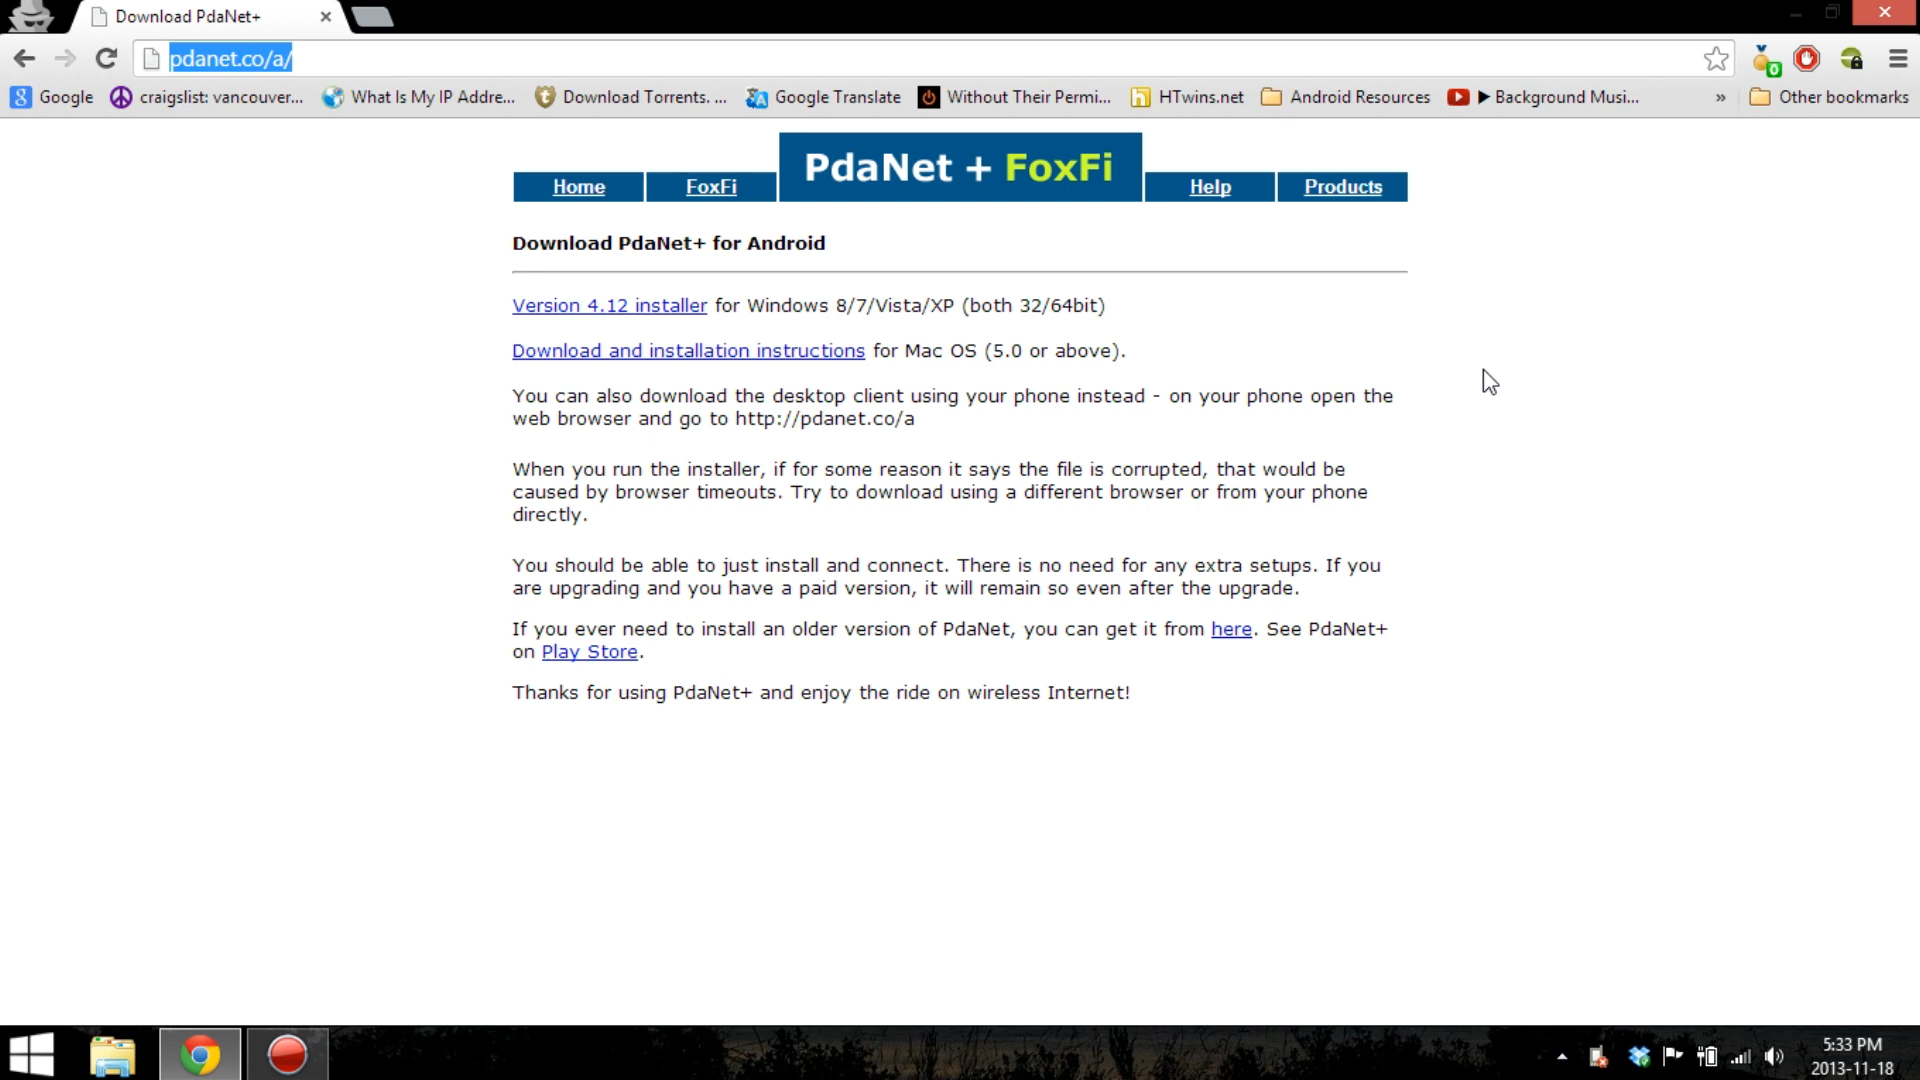 Download PdaNet+
pdanet.co/a/
Google craigslist: vancouver... What Is My IP Addre... Download Torrents. ... Google Translate Without Their Permi... HTwins.net Android Resources ▶ Background Musi... » Other bookmarks
PdaNet + FoxFi
Home FoxFi Help Products
Download PdaNet+ for Android
Version 4.12 installer for Windows 8/7/Vista/XP (both 32/64bit)
Download and installation instructions for Mac OS (5.0 or above).
You can also download the desktop client using your phone instead - on your phone open the
web browser and go to http://pdanet.co/a
When you run the installer, if for some reason it says the file is corrupted, that would be
caused by browser timeouts. Try to download using a different browser or from your phone
directly.
You should be able to just install and connect. There is no need for any extra setups. If you
are upgrading and you have a paid version, it will remain so even after the upgrade.
If you ever need to install an older version of PdaNet, you can get it from here. See PdaNet+
on Play Store.
Thanks for using PdaNet+ and enjoy the ride on wireless Internet!
5:33 PM
2013-11-18